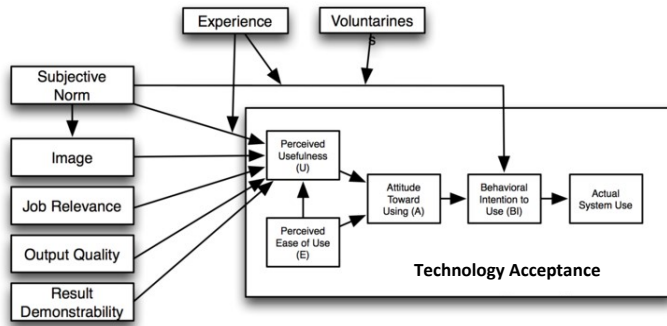 Experience
Voluntarines
s
Subjective
Norm
Image
Job Relevance
Output Quality
Result
Demonstrability
Perceived
Usefulness
(U)
Perceived
Ease of Use
(E)
Attitude
Toward
Using (A)
Behavioral
Intention to
Use (BI)
Actual
System Use
Technology Acceptance